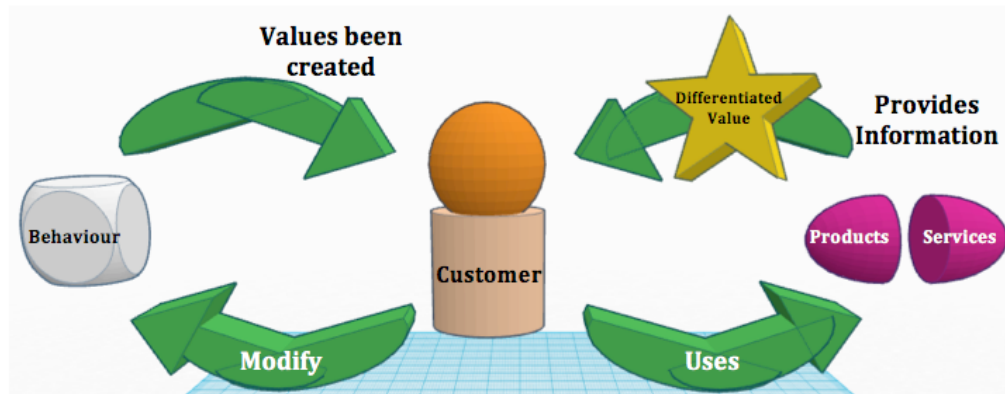 Values been
created
Differentiated
Value
Provides
Information
Behaviour
Products
Services
Customer
Modify
Uses